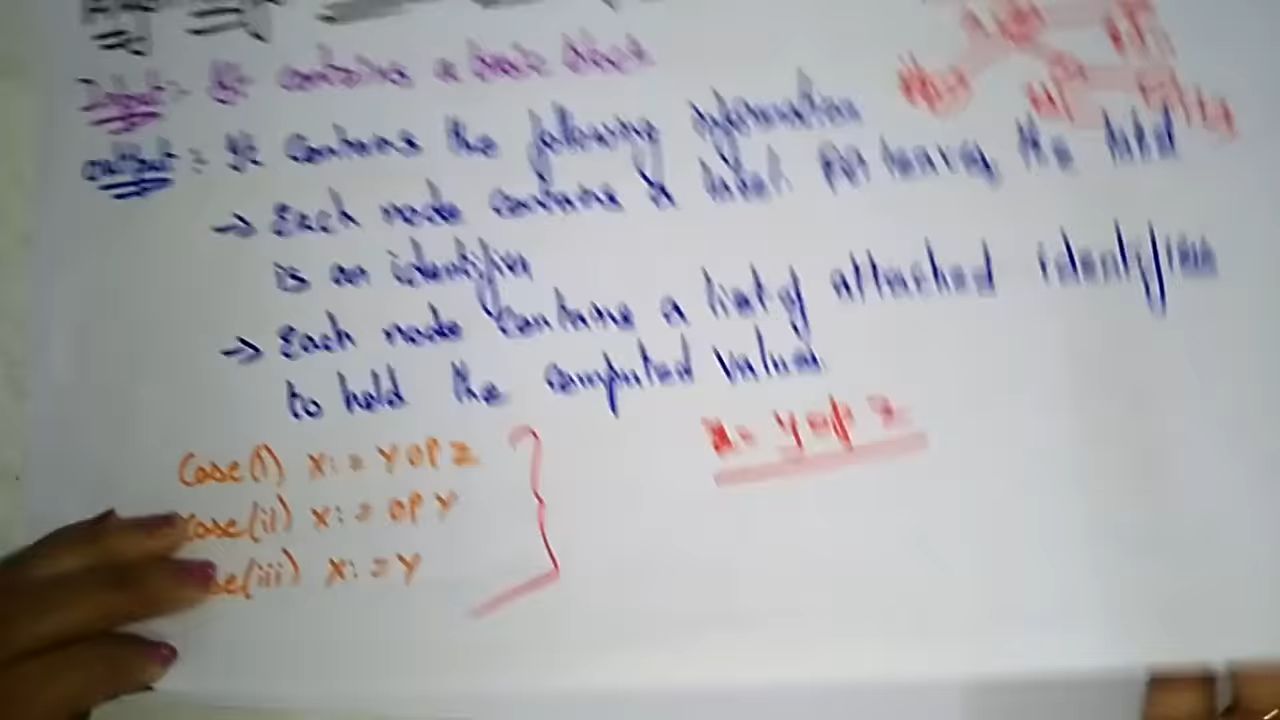 Input:- It contains a basic block
output:- It contains the following information
→ Each node contains a label. For leaves, the label
is an identifier
→ Each node contains a list of attached identifiers
to hold the computed values
Case(i) X:=Y OP Z
Case(ii) X:= OP Y
se(iii) X:=Y
x= y op z